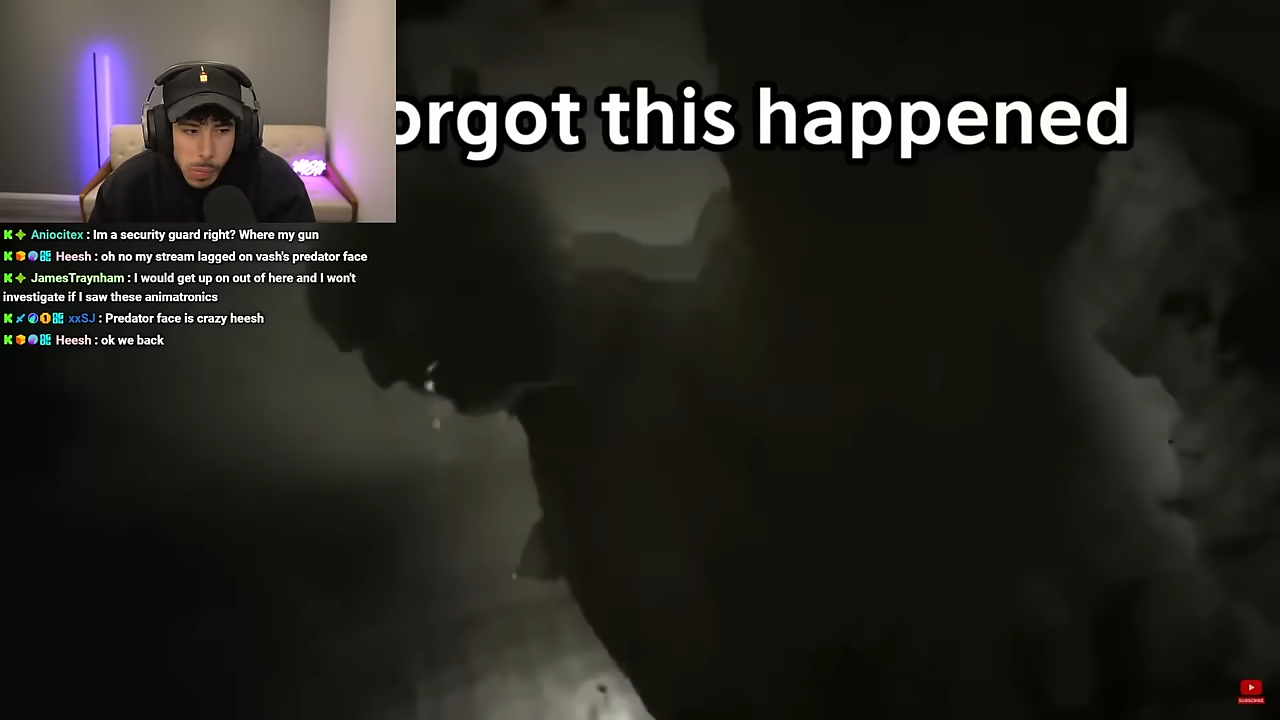 orgot this happened
Aniocitex : Im a security guard right? Where my gun
Heesh : oh no my stream lagged on vash's predator face
JamesTraynham : I would get up on out of here and I won't
investigate if I saw these animatronics
xxSJ : Predator face is crazy heesh
Heesh : ok we back
SUBSCRIBE